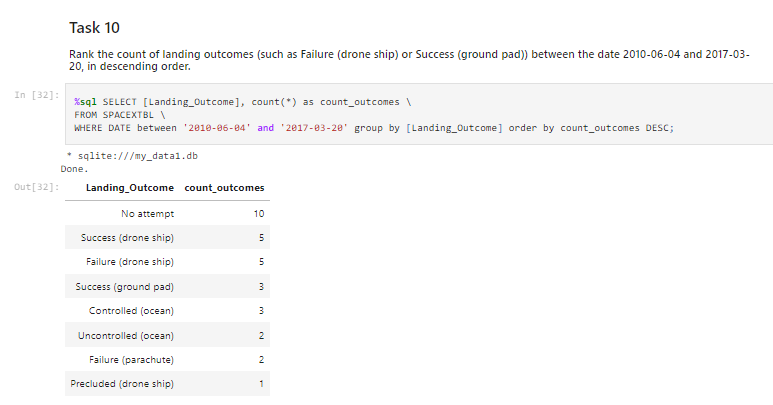 Task 10
Rank the count of landing outcomes (such as Failure (drone ship) or Success (ground pad)) between the date 2010-06-04 and 2017-03-
20, in descending order.
In [32]: %sql SELECT [Landing_Outcome], count(*) as count_outcomes \
FROM SPACEXTBL \
WHERE DATE between '2010-06-04' and '2017-03-20' group by [Landing_Outcome] order by count_outcomes DESC;
* sqlite:///my_data1.db
Done.
Out[32]: Landing_Outcome count_outcomes
No attempt 10
Success (drone ship) 5
Failure (drone ship) 5
Success (ground pad) 3
Controlled (ocean) 3
Uncontrolled (ocean) 2
Failure (parachute) 2
Precluded (drone ship) 1